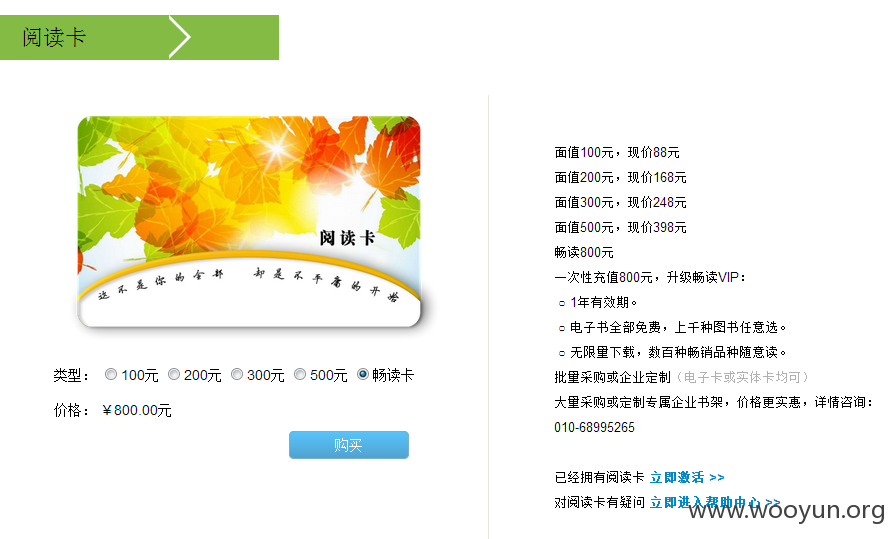 阅读卡
阅读卡
这不是你的全部 却是不平庸的开始
类型： 100元 200元 300元 500元 畅读卡
价格：￥800.00元
购买
面值100元，现价88元
面值200元，现价168元
面值300元，现价248元
面值500元，现价398元
畅读800元
一次性充值800元，升级畅读VIP：
1年有效期。
电子书全部免费，上千种图书任意选。
无限量下载，数百种畅销品种随意读。
批量采购或企业定制（电子卡或实体卡均可）
大量采购或定制专属企业书架，价格更实惠，详情咨询：
010-68995265
已经拥有阅读卡 立即激活 >>
对阅读卡有疑问 立即进入帮助中心 >>
www.wooyun.org